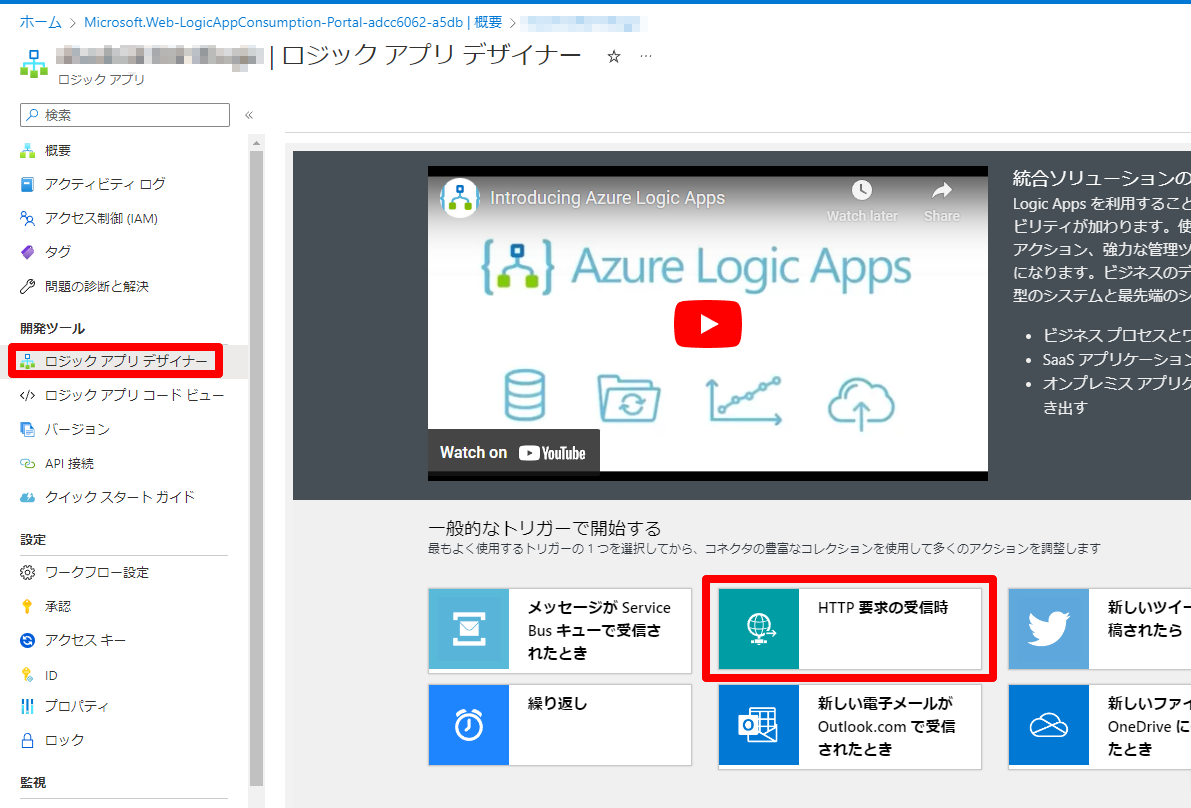 ホーム > Microsoft.Web-LogicAppConsumption-Portal-adcc6062-a5db | 概要 >
| ロジック アプリ デザイナー ☆ …
ロジック アプリ
検索 «
概要
アクティビティ ログ
アクセス制御 (IAM)
タグ
問題の診断と解決
開発ツール
ロジック アプリ デザイナー
ロジック アプリ コード ビュー
バージョン
API 接続
クイック スタート ガイド
設定
ワークフロー設定
承認
アクセス キー
ID
プロパティ
ロック
監視
Introducing Azure Logic Apps
Watch later
Share
Azure Logic Apps
Watch on YouTube
統合ソリューションの
Logic Apps を利用すること
ビリティが加わります。使
アクション、強力な管理ツ
になります。ビジネスのデ
型のシステムと最先端のシ
• ビジネス プロセスとワ
• SaaS アプリケーション
• オンプレミス アプリケ
き出す
一般的なトリガーで開始する
最もよく使用するトリガーの 1 つを選択してから、コネクタの豊富なコレクションを使用して多くのアクションを調整します
メッセージが Service
Bus キューで受信さ
れたとき
HTTP 要求の受信時
新しいツイー
稿されたら
繰り返し
新しい電子メールが
Outlook.com で受信
されたとき
新しいファイ
OneDrive に
たとき